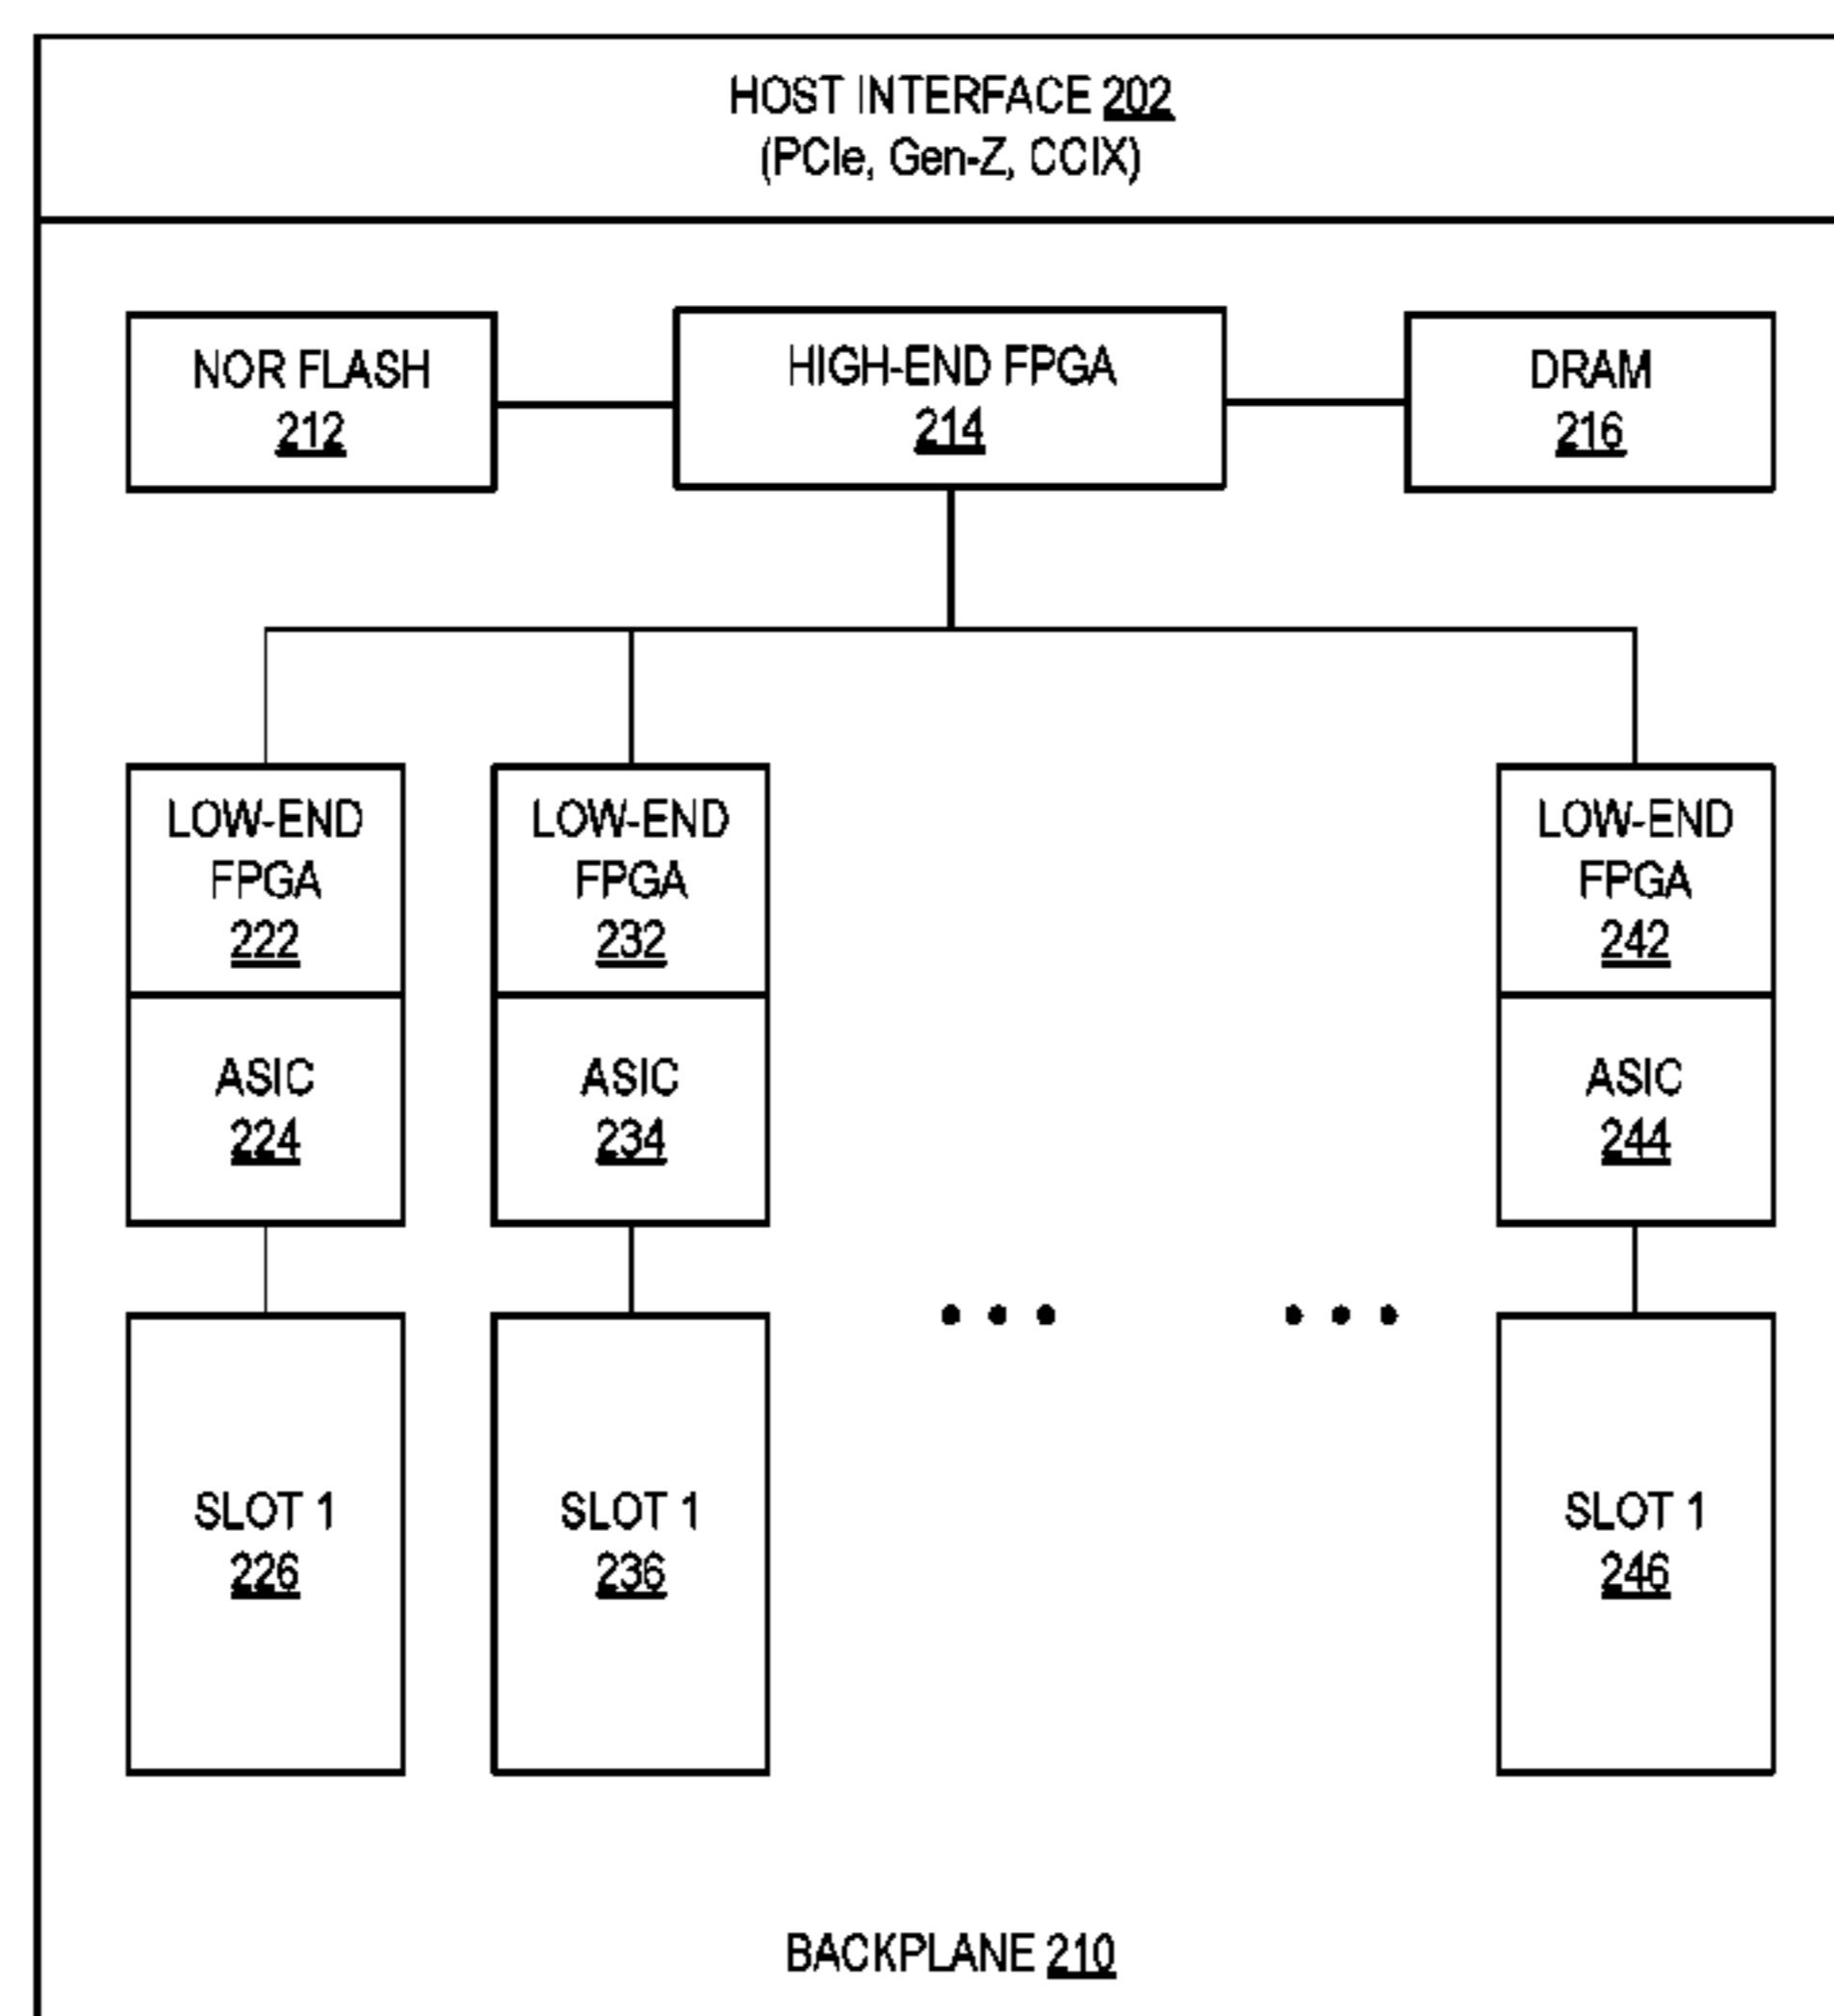 HOST INTERFACE 202
(PCIe, Gen-Z, CCIX)
NOR FLASH
212
HIGH-END FPGA
214
DRAM
216
LOW-END
FPGA
222
LOW-END
FPGA
232
LOW-END
FPGA
242
ASIC
224
ASIC
234
ASIC
244
SLOT 1
226
SLOT 1
236
SLOT 1
246
BACKPLANE 210